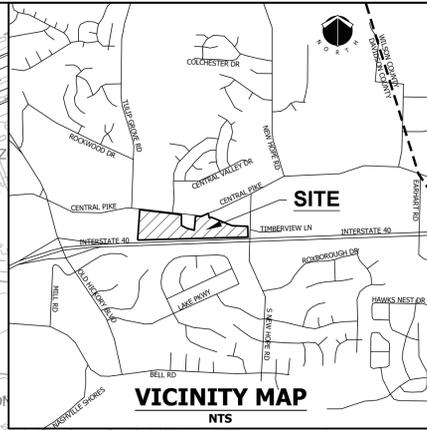 NORTH
WILSON COUNTY
DAVIDSON COUNTY
COLCHESTER DR
TULIP GROVE RD
NEW HOPE RD
ROCKWOOD DR
CENTRAL VALLEY DR
CENTRAL PIKE
EARHART RD
SITE
CENTRAL PIKE
TIMBERVIEW LN
INTERSTATE 40
INTERSTATE 40
ROXBOROUGH DR
OLD HICKORY BLVD
MILL RD
LAKE PKWY
HAWKS NEST DR
S NEW HOPE RD
BELL RD
NASHVILLE SHORES
VICINITY MAP
NTS